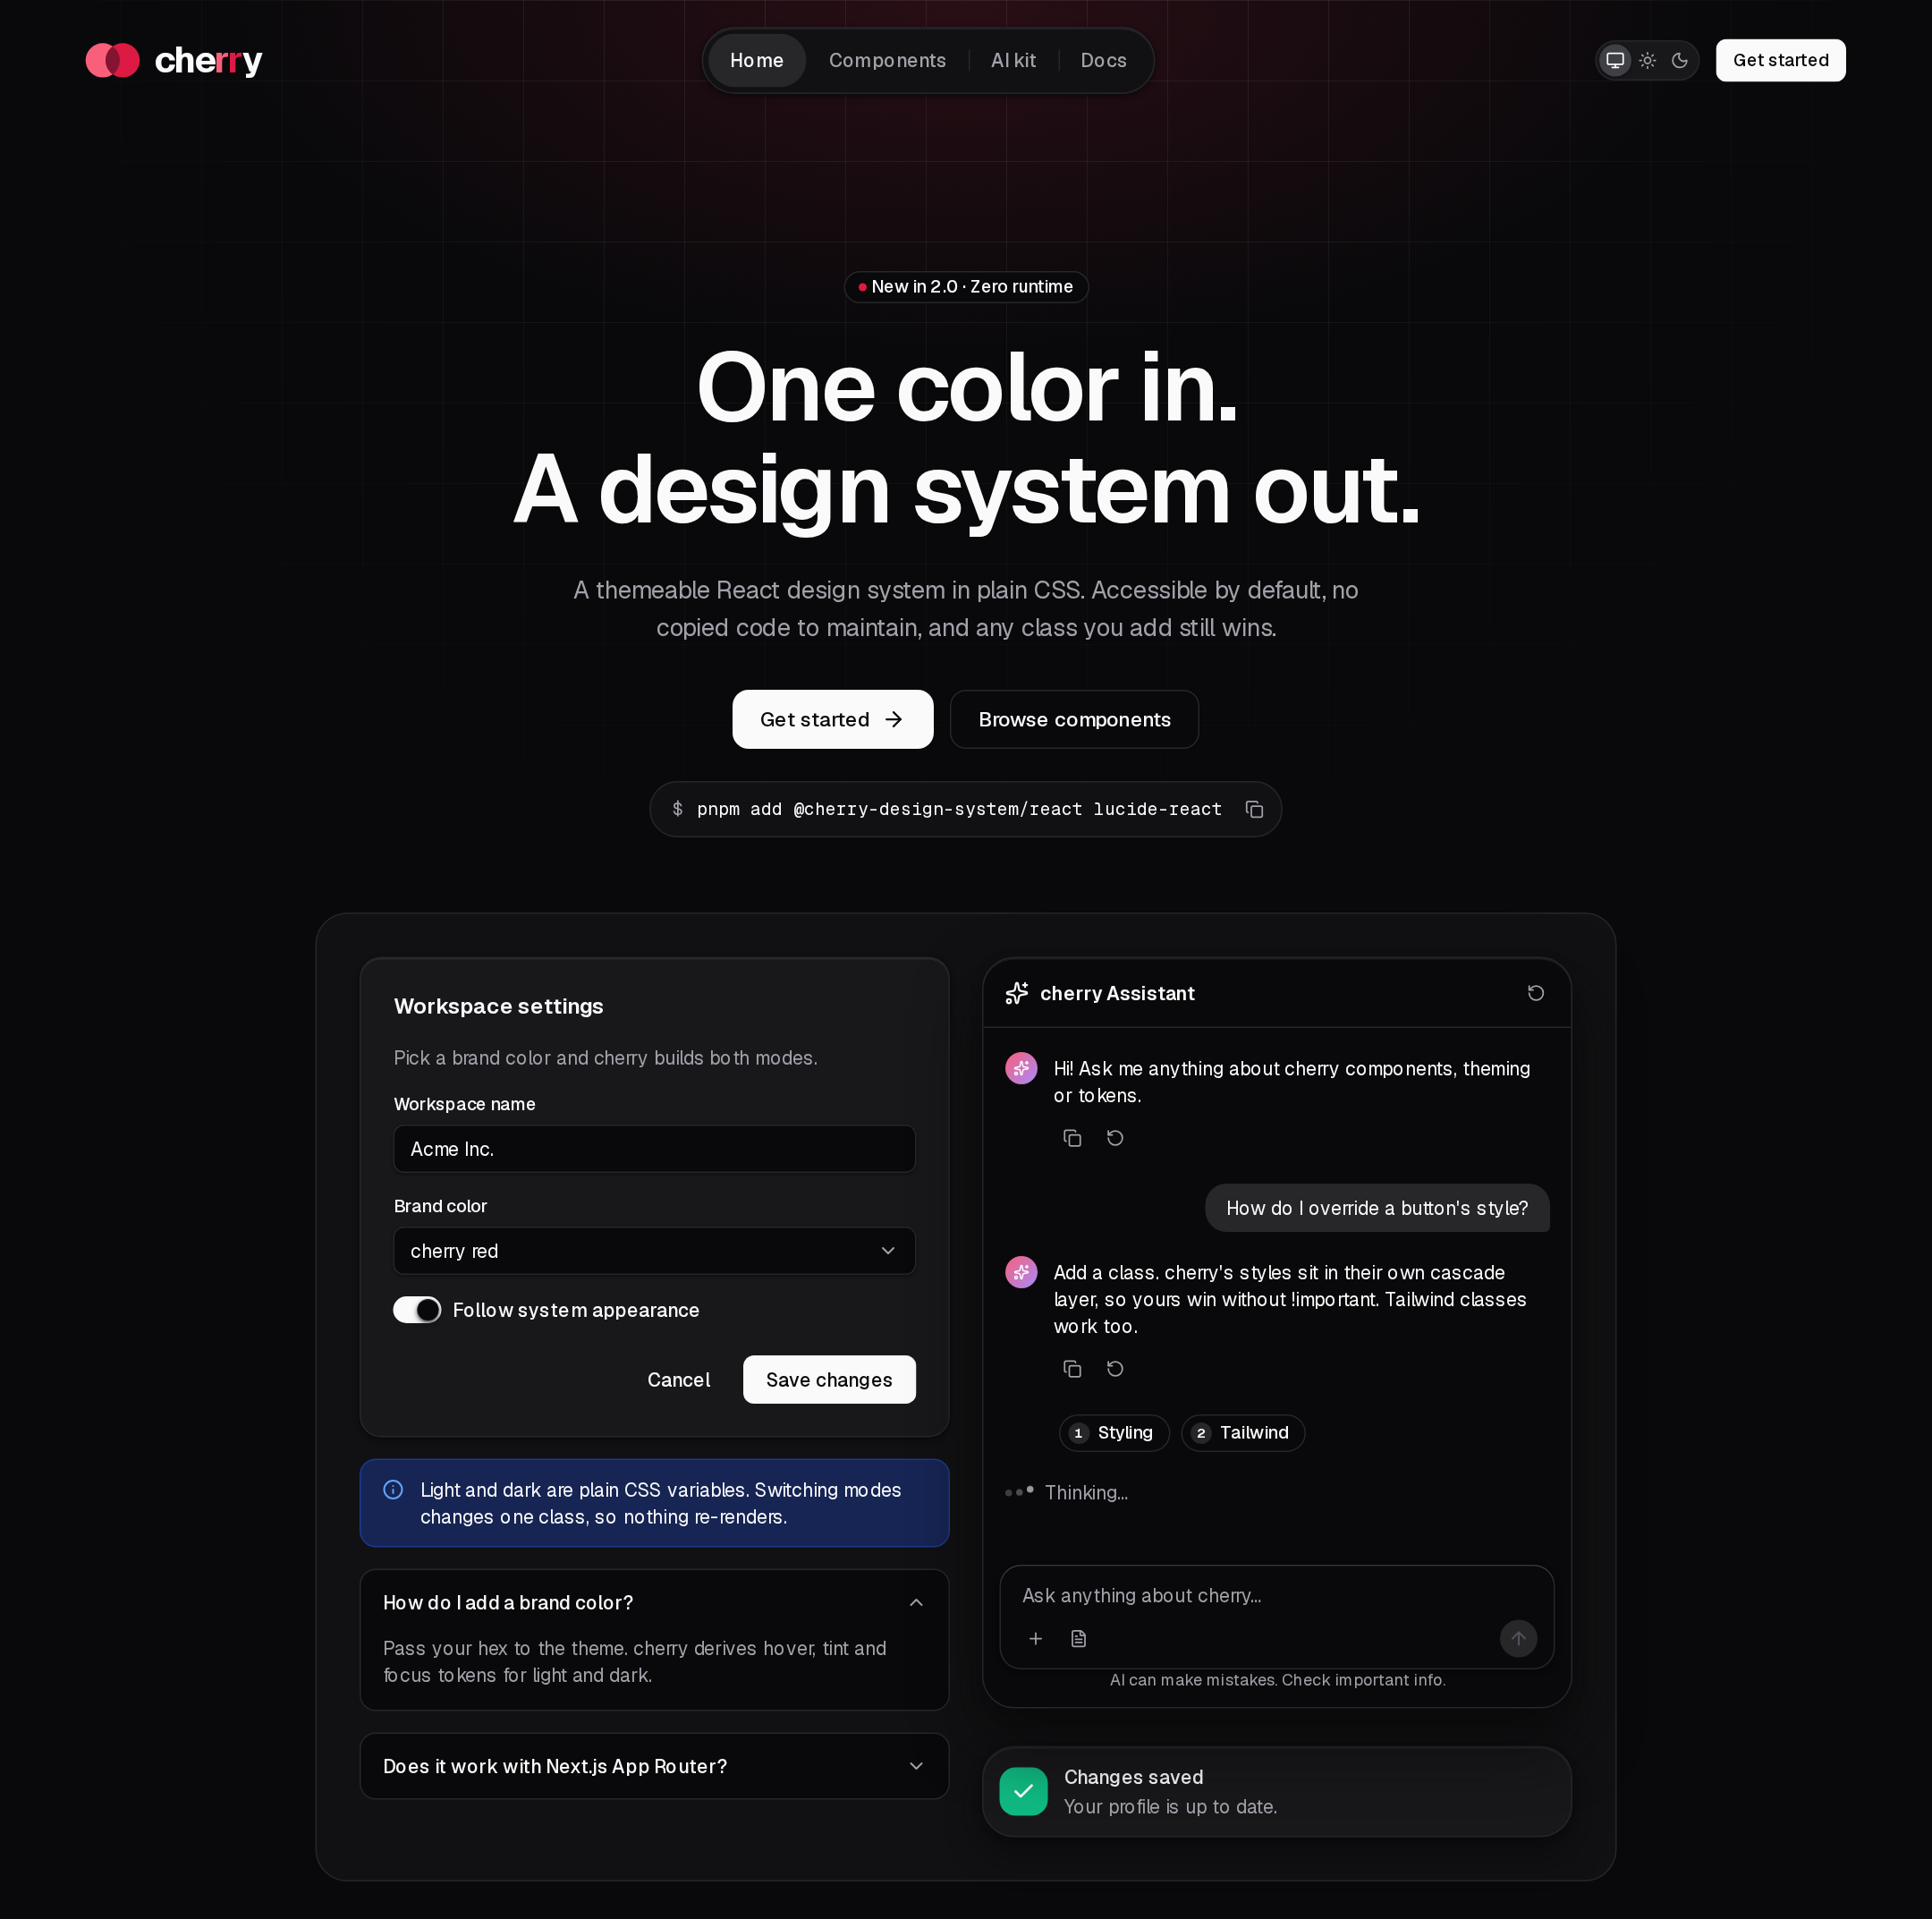 cherry
Home
Components
AI kit
Docs
Get started
New in 2.0 · Zero runtime
One color in.
A design system out.
A themeable React design system in plain CSS. Accessible by default, no
copied code to maintain, and any class you add still wins.
Get started
Browse components
$ pnpm add @cherry-design-system/react lucide-react
Workspace settings
Pick a brand color and cherry builds both modes.
Workspace name
Acme Inc.
Brand color
cherry red
Follow system appearance
Cancel
Save changes
Light and dark are plain CSS variables. Switching modes
changes one class, so nothing re-renders.
How do I add a brand color?
Pass your hex to the theme. cherry derives hover, tint and
focus tokens for light and dark.
Does it work with Next.js App Router?
cherry Assistant
Hi! Ask me anything about cherry components, theming
or tokens.
How do I override a button's style?
Add a class. cherry's styles sit in their own cascade
layer, so yours win without !important. Tailwind classes
work too.
1 Styling
2 Tailwind
Thinking...
Ask anything about cherry...
AI can make mistakes. Check important info.
Changes saved
Your profile is up to date.